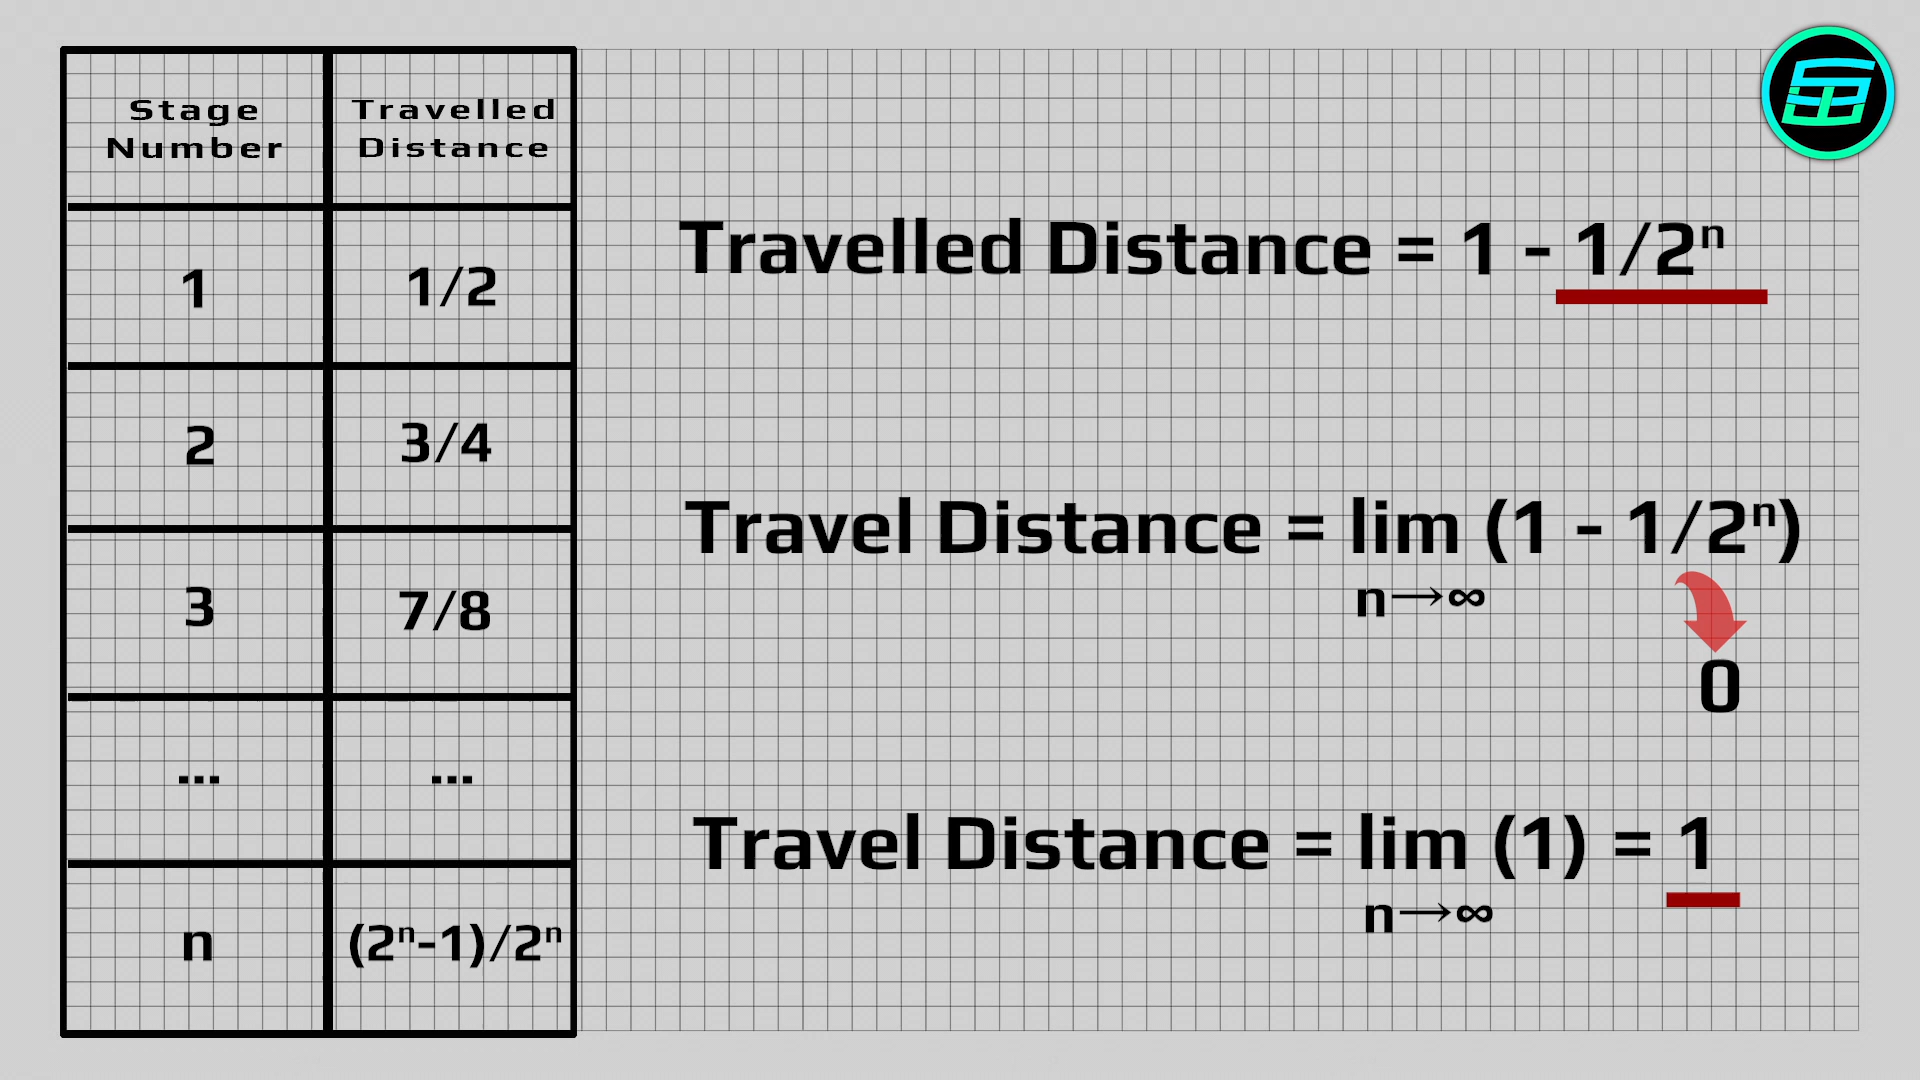 Stage
Number
Travelled
Distance
1
1/2
2
3/4
3
7/8
...
...
n
(2ⁿ-1)/2ⁿ
Travelled Distance = 1 - 1/2ⁿ
Travel Distance = lim (1 - 1/2ⁿ)
n→∞
0
Travel Distance = lim (1) = 1
n→∞